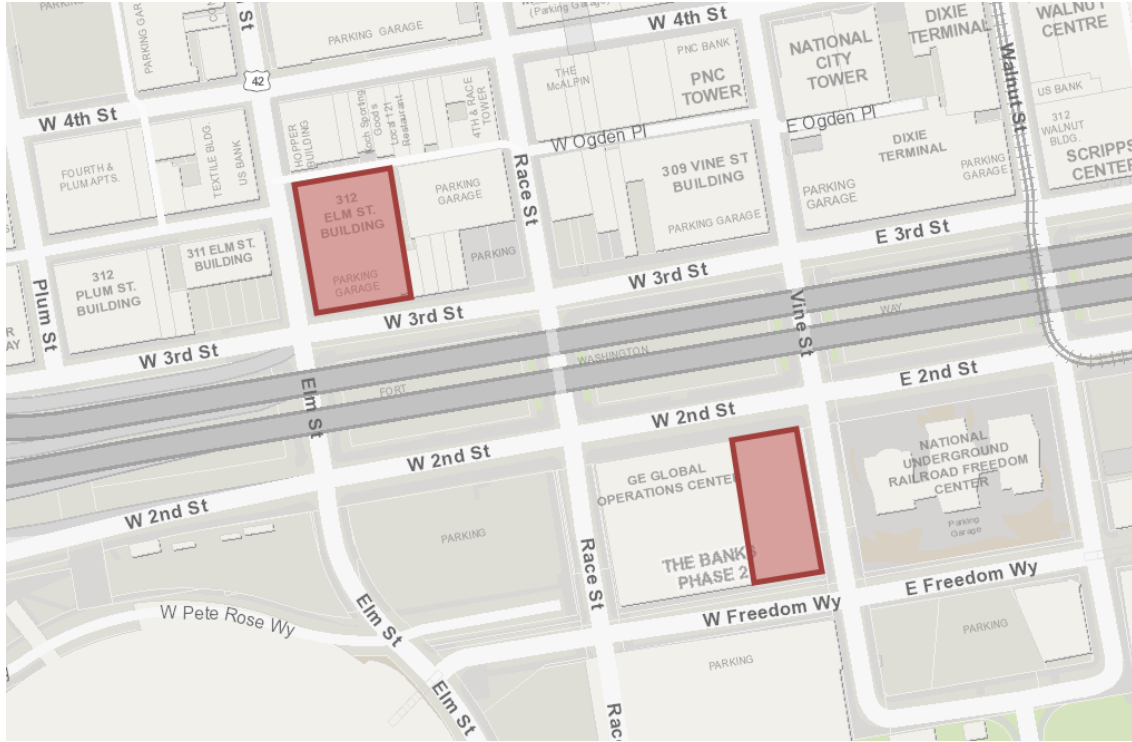 PARKING
PARKING GAR
St
PARKING GARAGE
(Parking Garage)
W 4th St
DIXIE
TERMINAL
WALNUT
CENTRE
Walnut St
42
THE
McALPIN
PNC BANK
PNC
TOWER
NATIONAL
CITY
TOWER
US BANK
W 4th St
HOPPER
BUILDING
Koch Sporting
Goods
Local 121
Restaurant
4TH & RACE
TOWER
W Ogden Pl
E Ogden Pl
312
WALNUT
BLDG.
SCRIPPS
CENTER
FOURTH &
PLUM APTS.
TEXTILE BLDG.
US BANK
Race St
309 VINE ST
BUILDING
DIXIE
TERMINAL
PARKING
GARAGE
PARKING
GARAGE
PARKING
GARAGE
312
ELM ST.
BUILDING
PARKING GARAGE
E 3rd St
311 ELM ST.
BUILDING
PARKING
312
PLUM ST.
BUILDING
PARKING
GARAGE
W 3rd St
Plum St
W 3rd St
Vine St
WAY
W 3rd St
WASHINGTON
FORT
Elm St
E 2nd St
W 2nd St
W 2nd St
NATIONAL
UNDERGROUND
RAILROAD FREEDOM
CENTER
Parking
Garage
GE GLOBAL
OPERATIONS CENTER
W 2nd St
PARKING
Race St
THE BANKS
PHASE 2
E Freedom Wy
W Freedom Wy
W Pete Rose Wy
Elm St
PARKING
PARKING
Elm St
Race